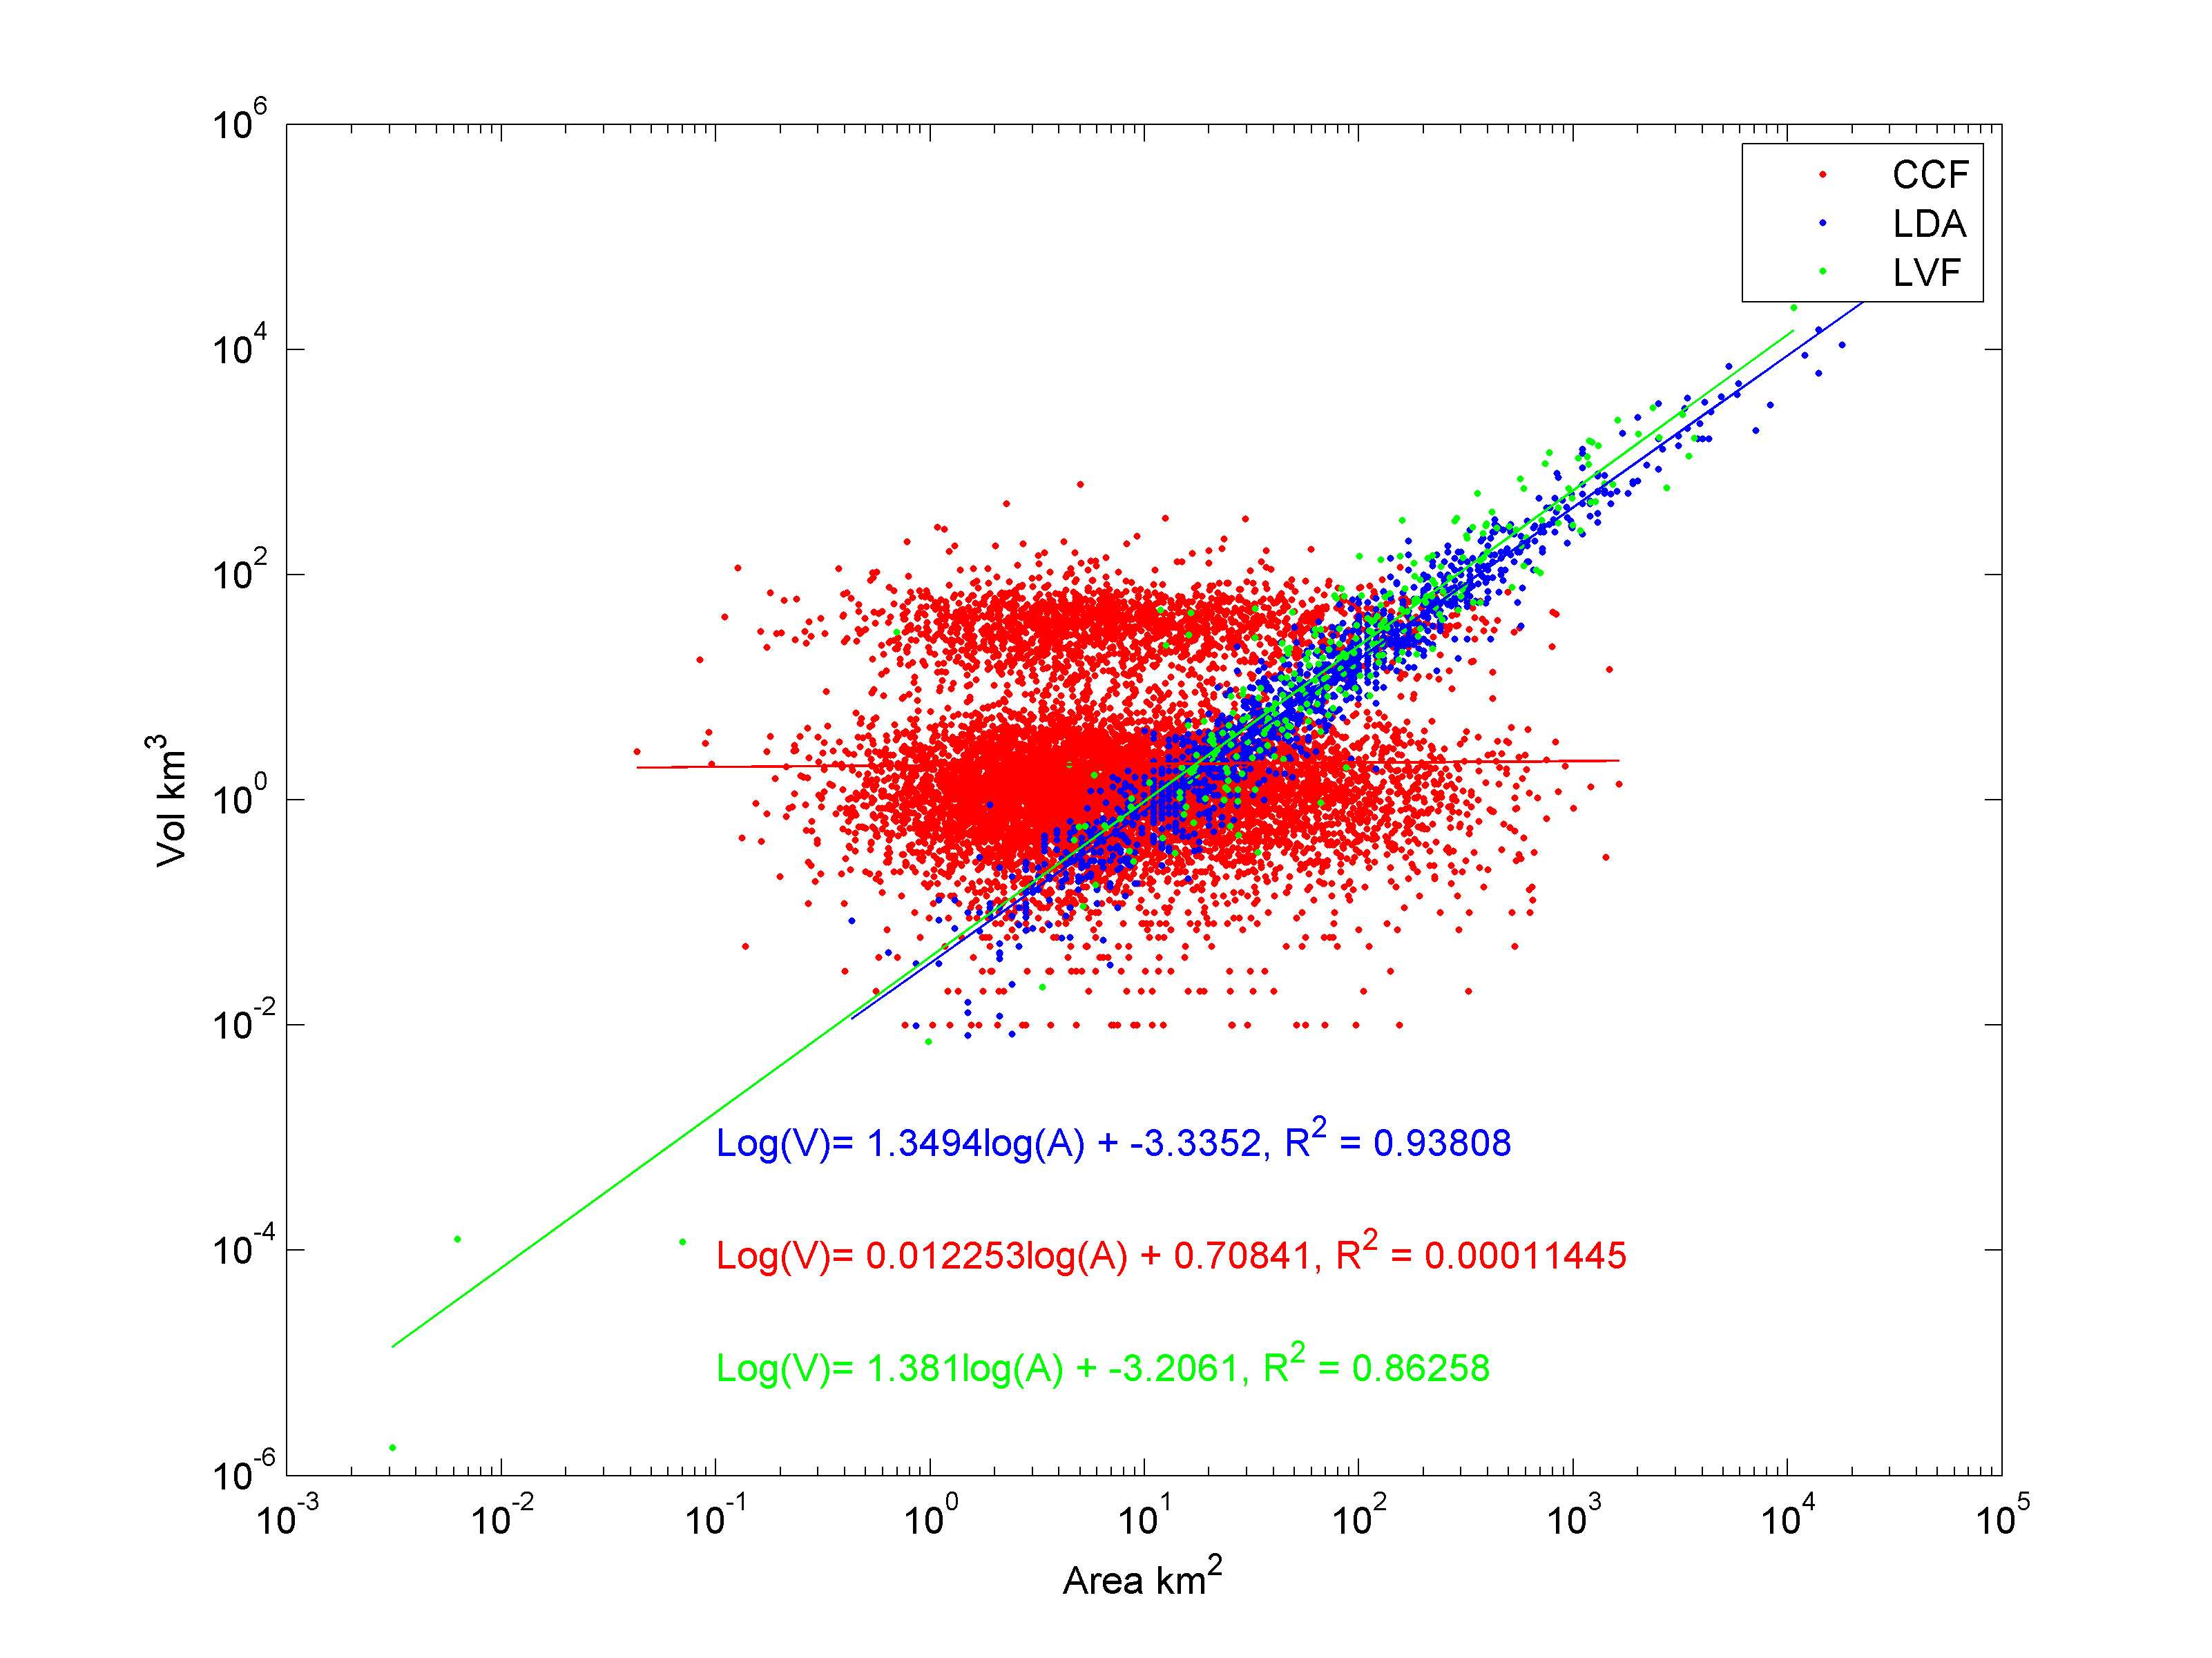 10^6
10^4
10^2
10^0
10^-2
10^-4
10^-6
Vol km^3
CCF
LDA
LVF
Log(V)= 1.3494log(A) + -3.3352, R^2 = 0.93808
Log(V)= 0.012253log(A) + 0.70841, R^2 = 0.00011445
Log(V)= 1.381log(A) + -3.2061, R^2 = 0.86258
10^-3 10^-2 10^-1 10^0 10^1 10^2 10^3 10^4 10^5
Area km^2